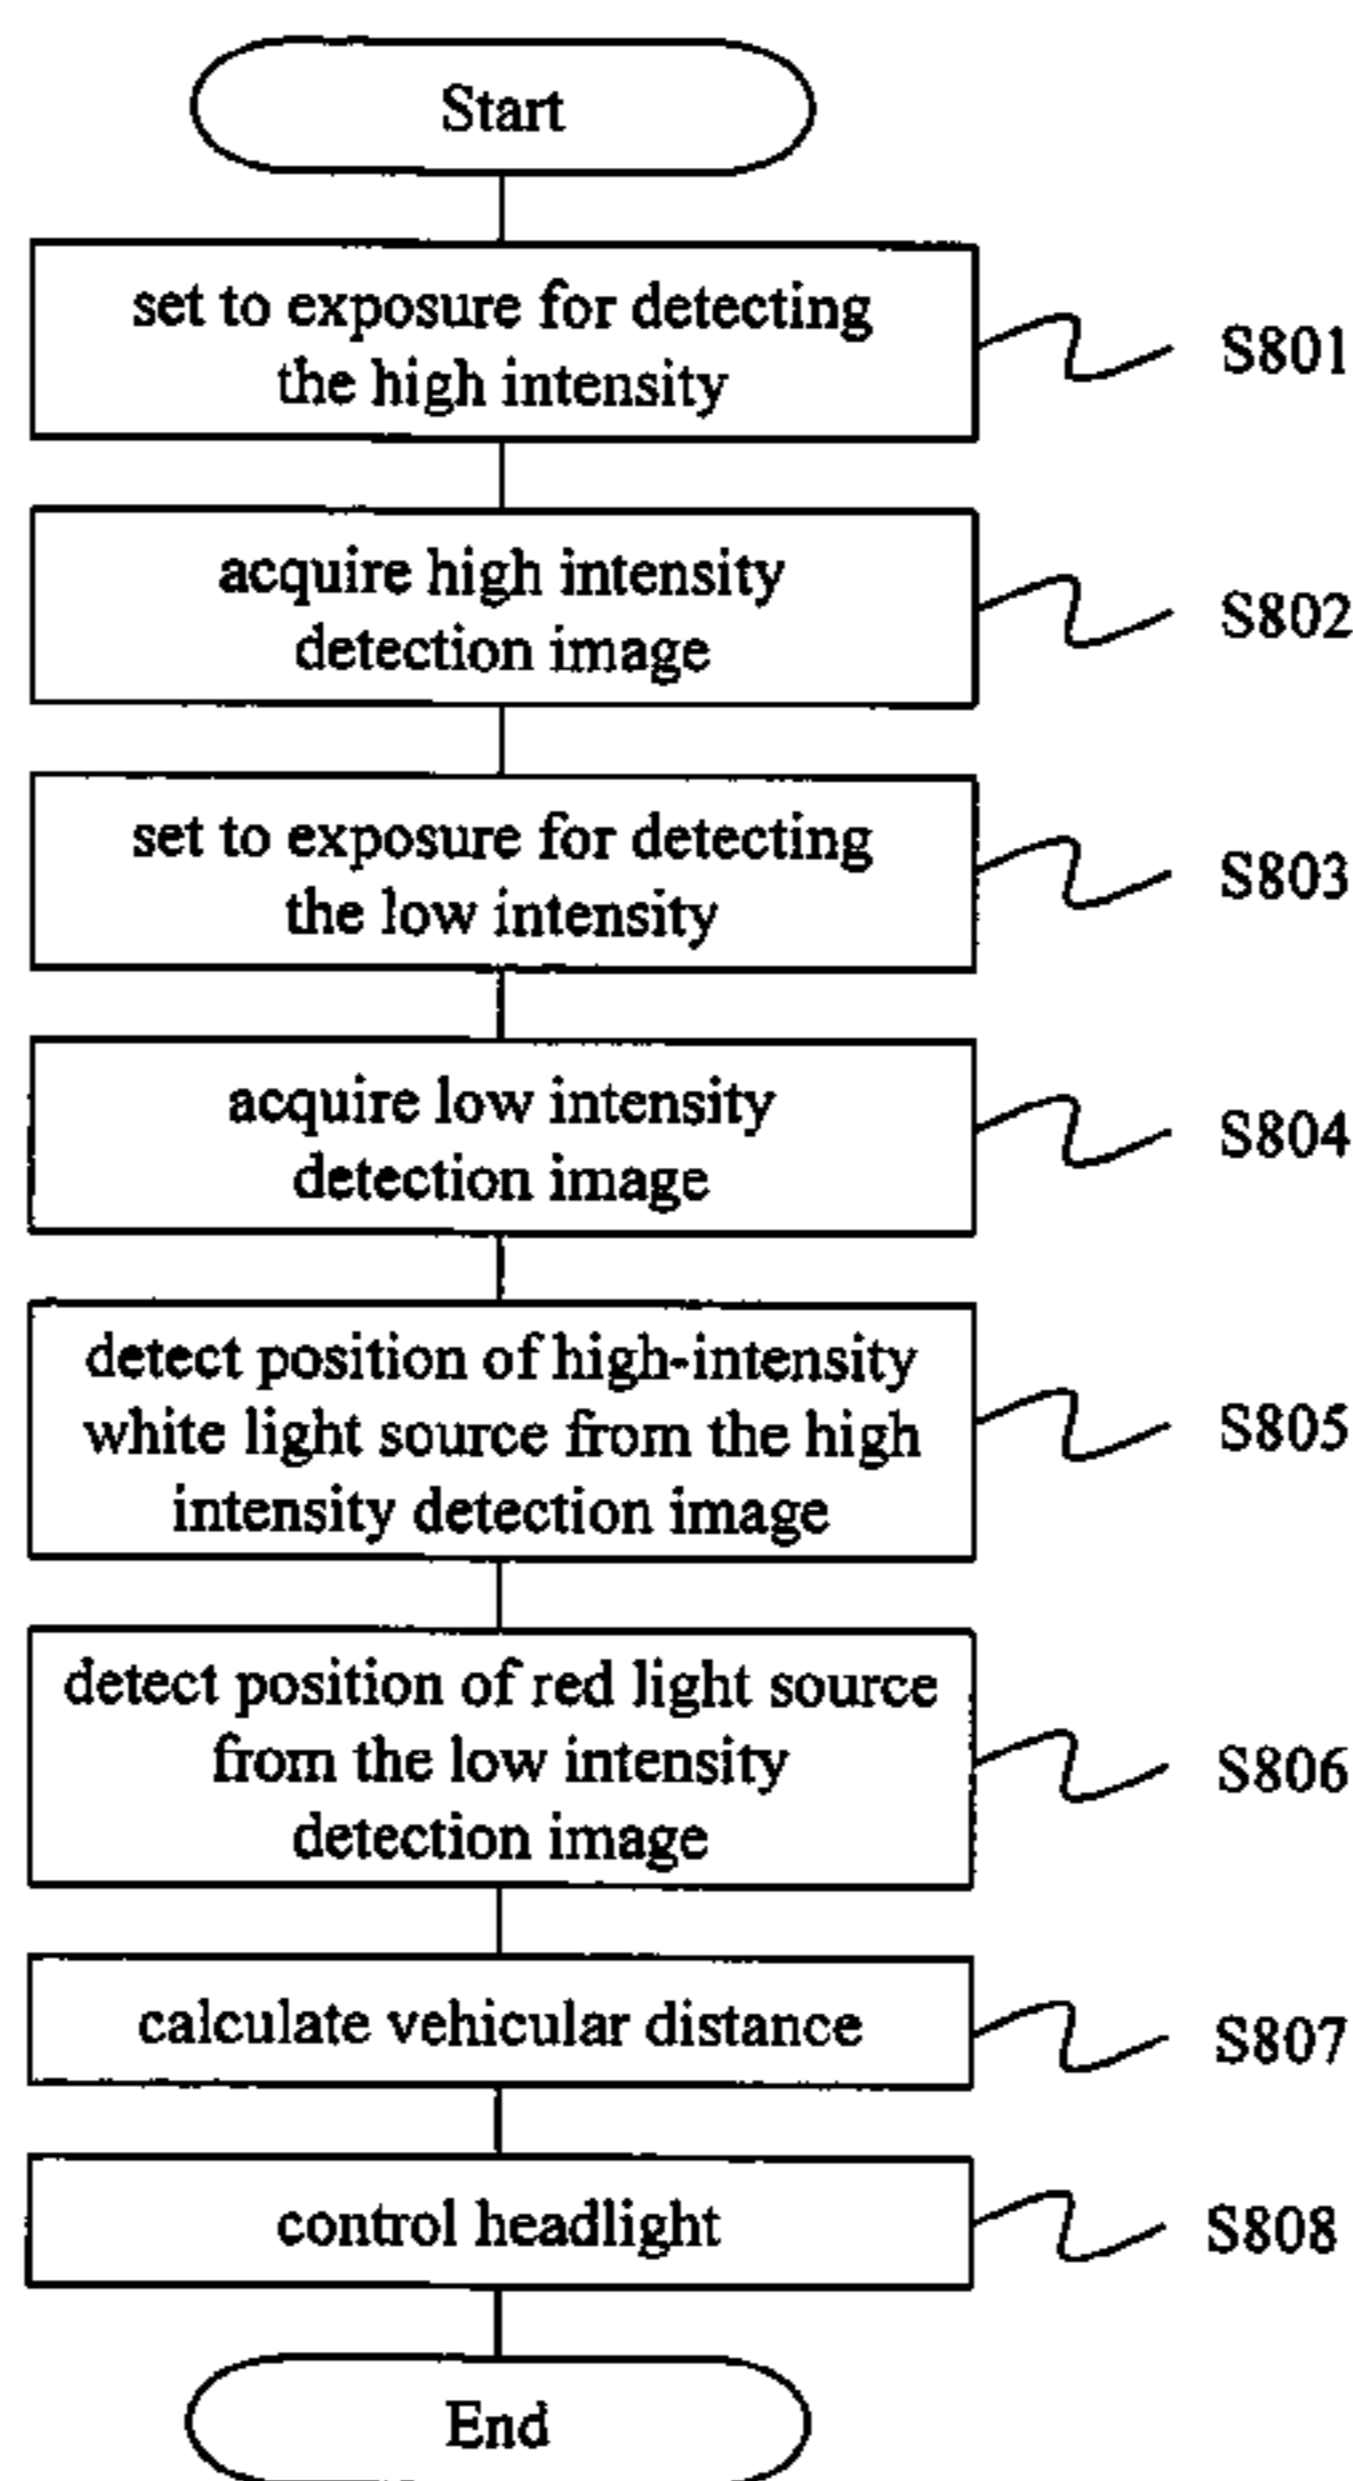 Start
set to exposure for detecting
the high intensity
S801
acquire high intensity
detection image
S802
set to exposure for detecting
the low intensity
S803
acquire low intensity
detection image
S804
detect position of high-intensity
white light source from the high
intensity detection image
S805
detect position of red light source
from the low intensity
detection image
S806
calculate vehicular distance
S807
control headlight
S808
End